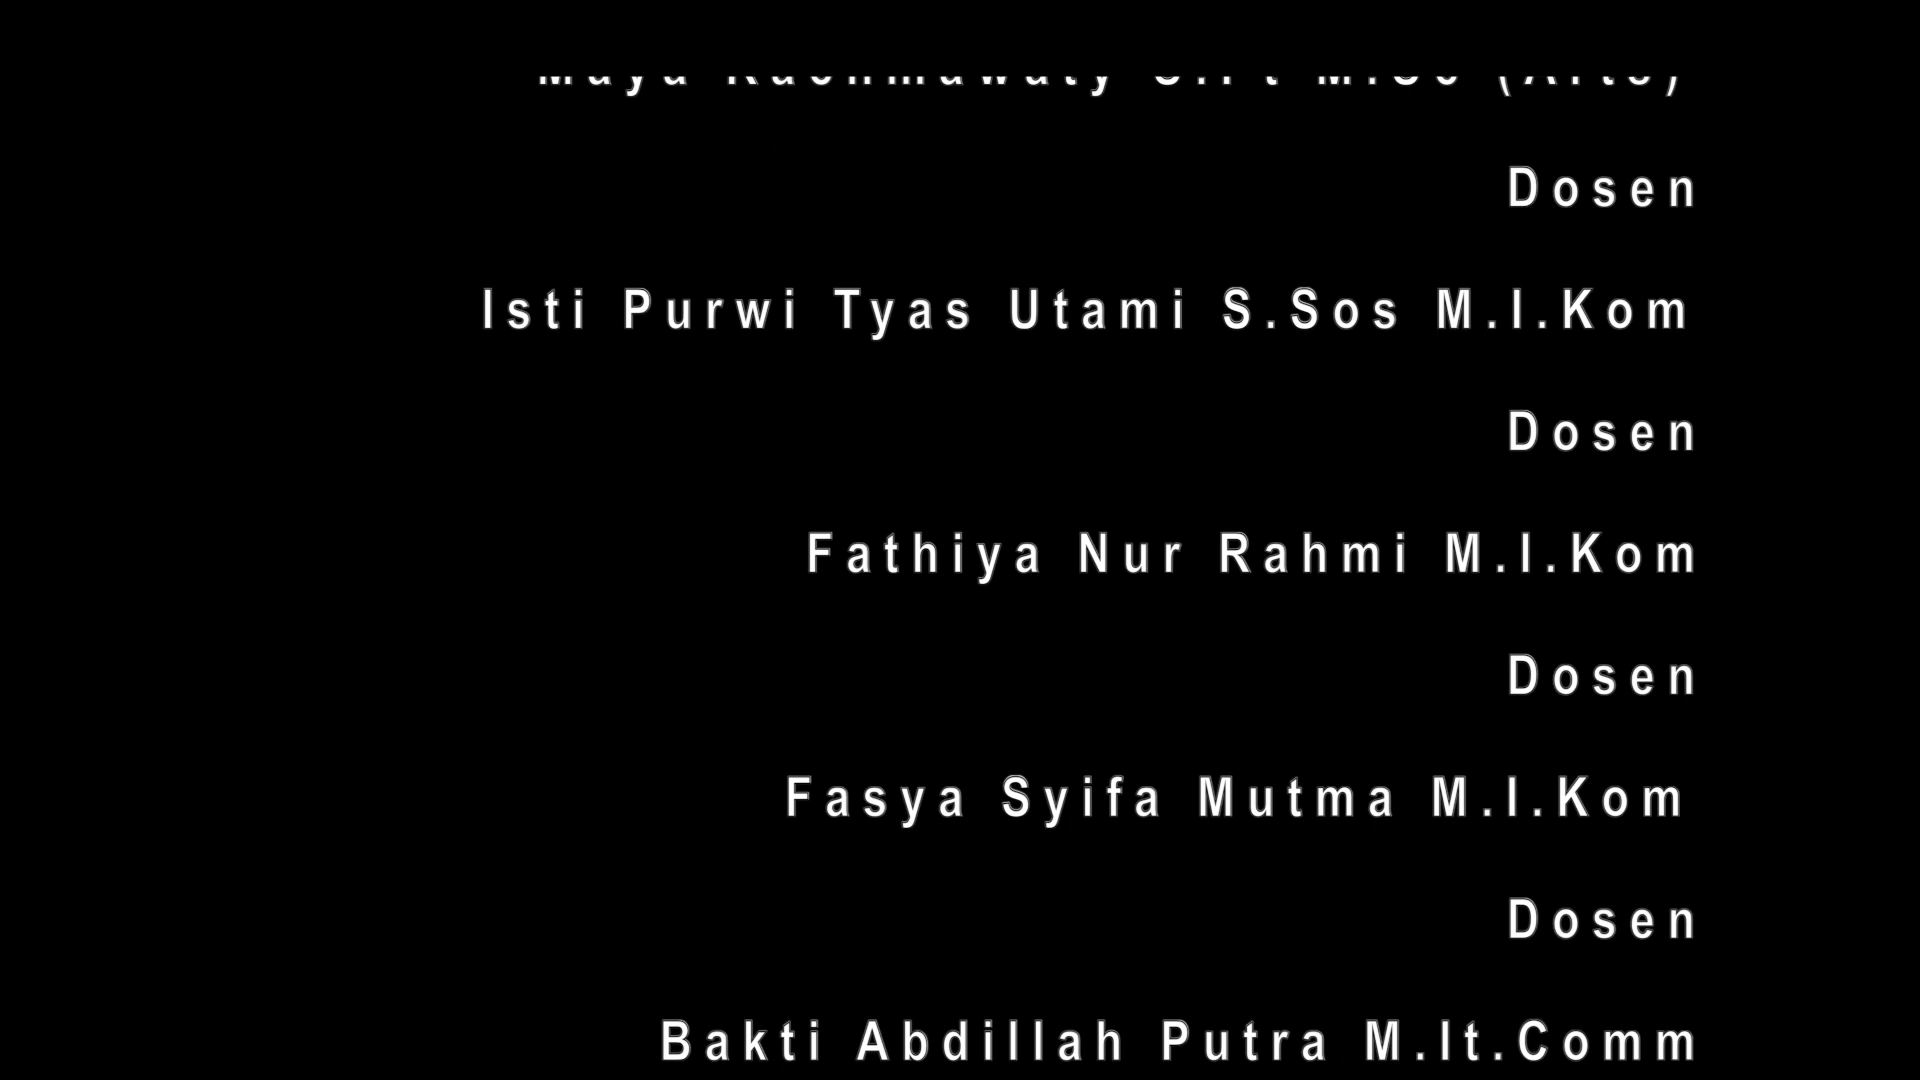 Dosen
Isti Purwi Tyas Utami S.Sos M.I.Kom
Dosen
Fathiya Nur Rahmi M.I.Kom
Dosen
Fasya Syifa Mutma M.I.Kom
Dosen
Bakti Abdillah Putra M.It.Comm